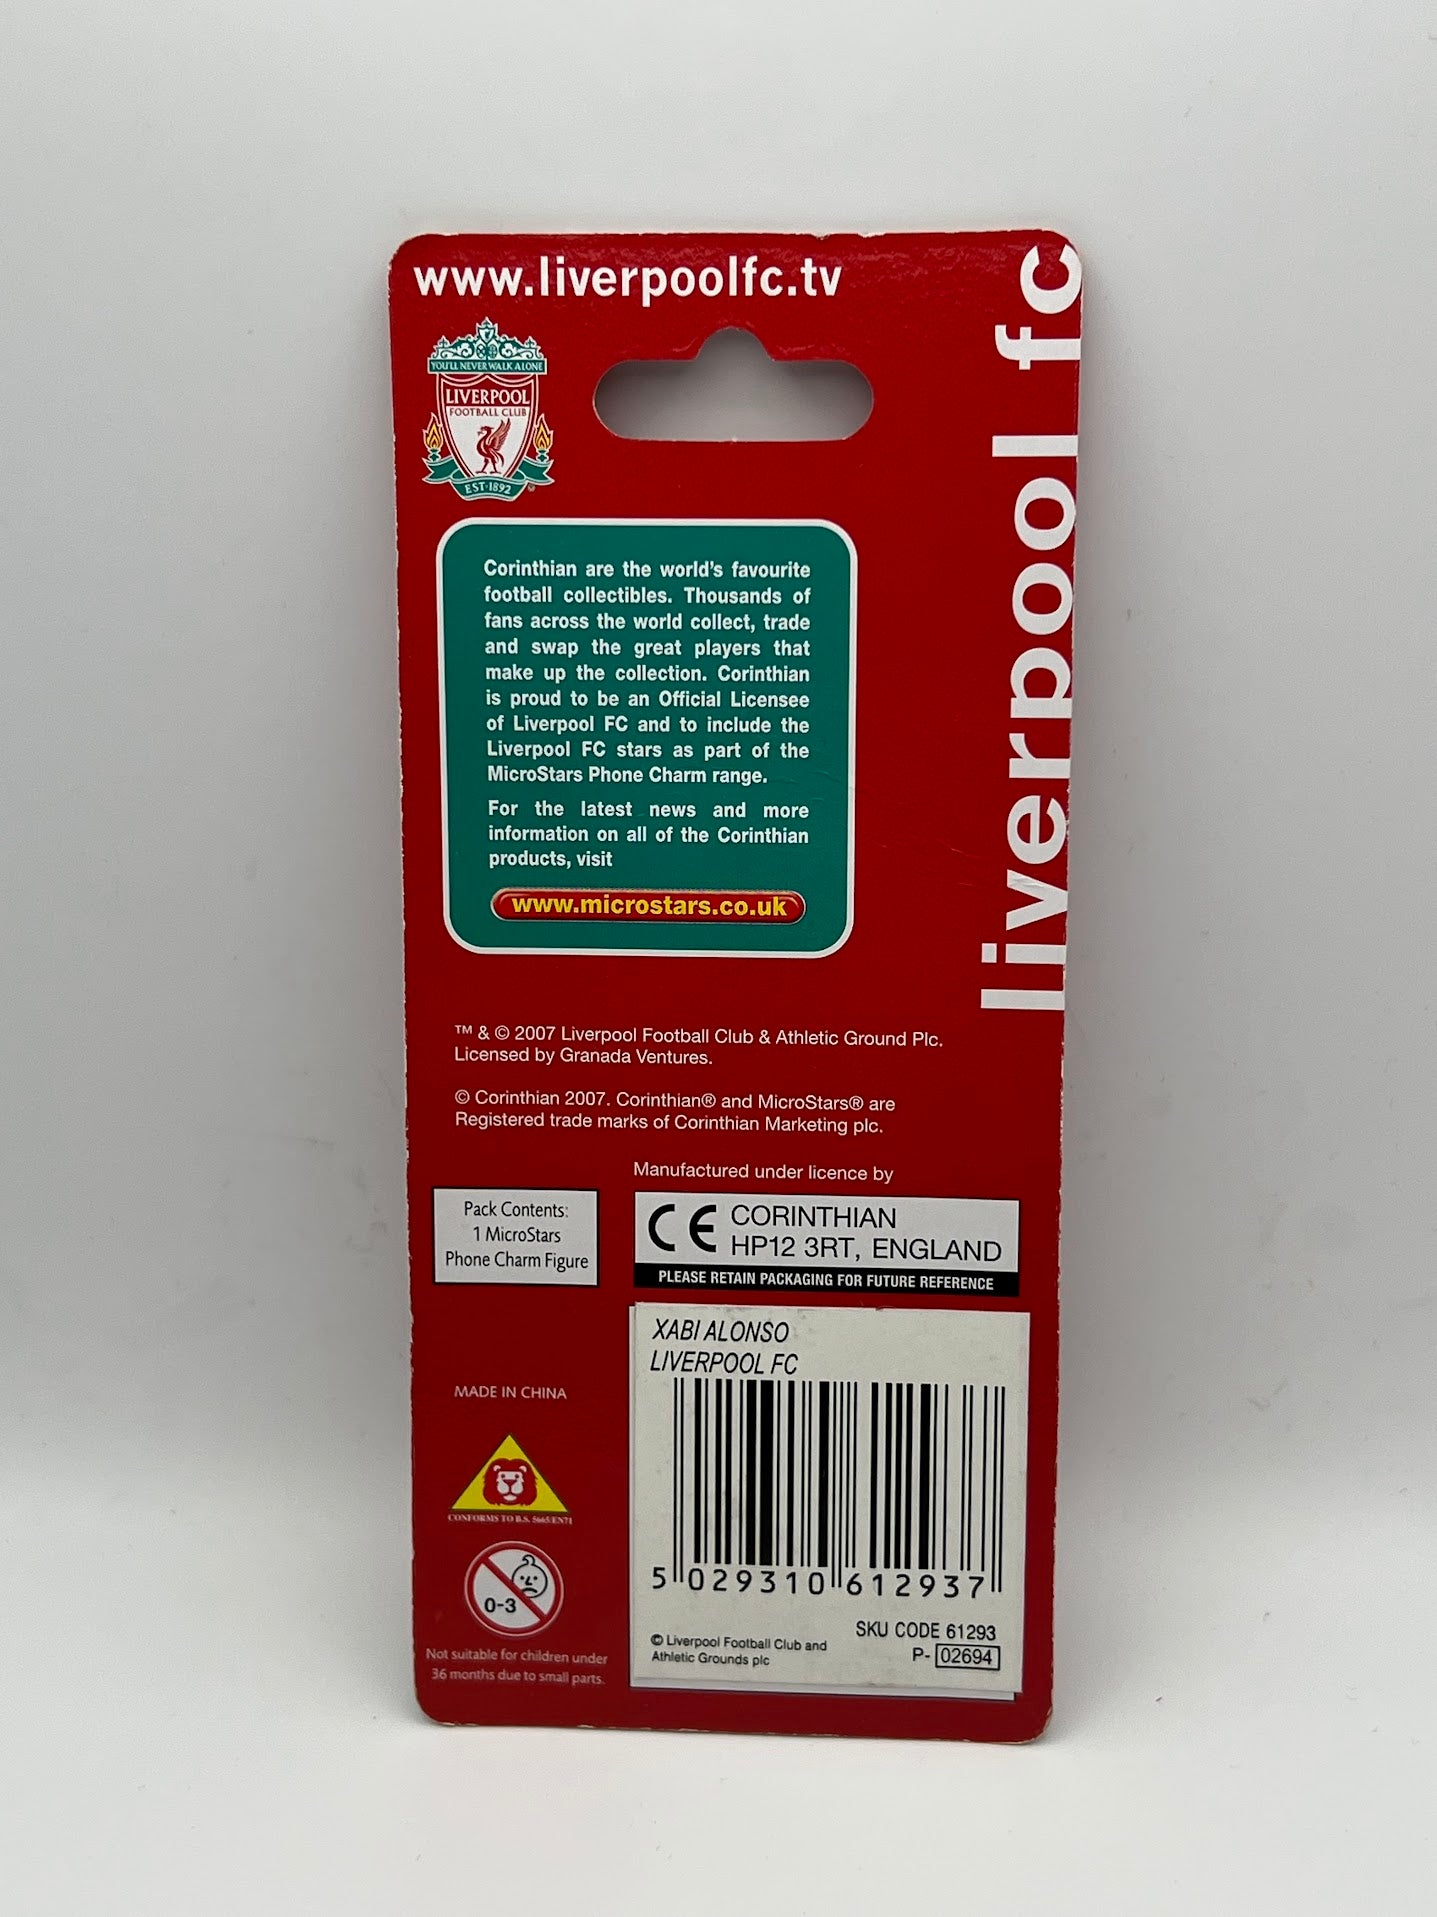 www.liverpoolfc.tv
liverpool fc
YOU'LL NEVER WALK ALONE
LIVERPOOL
FOOTBALL CLUB
EST·1892
Corinthian are the world's favourite
football collectibles. Thousands of
fans across the world collect, trade
and swap the great players that
make up the collection. Corinthian
is proud to be an Official Licensee
of Liverpool FC and to include the
Liverpool FC stars as part of the
MicroStars Phone Charm range.
For the latest news and more
information on all of the Corinthian
products, visit
www.microstars.co.uk
™ & © 2007 Liverpool Football Club & Athletic Ground Plc.
Licensed by Granada Ventures.
© Corinthian 2007. Corinthian® and MicroStars® are
Registered trade marks of Corinthian Marketing plc.
Manufactured under licence by
Pack Contents:
1 MicroStars
Phone Charm Figure
CE CORINTHIAN
HP12 3RT, ENGLAND
PLEASE RETAIN PACKAGING FOR FUTURE REFERENCE
XABI ALONSO
LIVERPOOL FC
MADE IN CHINA
CONFORMS TO B.S. 5665/EN71
0-3
Not suitable for children under
36 months due to small parts.
5 029310 612937
SKU CODE 61293
P- 02694
© Liverpool Football Club and
Athletic Grounds plc